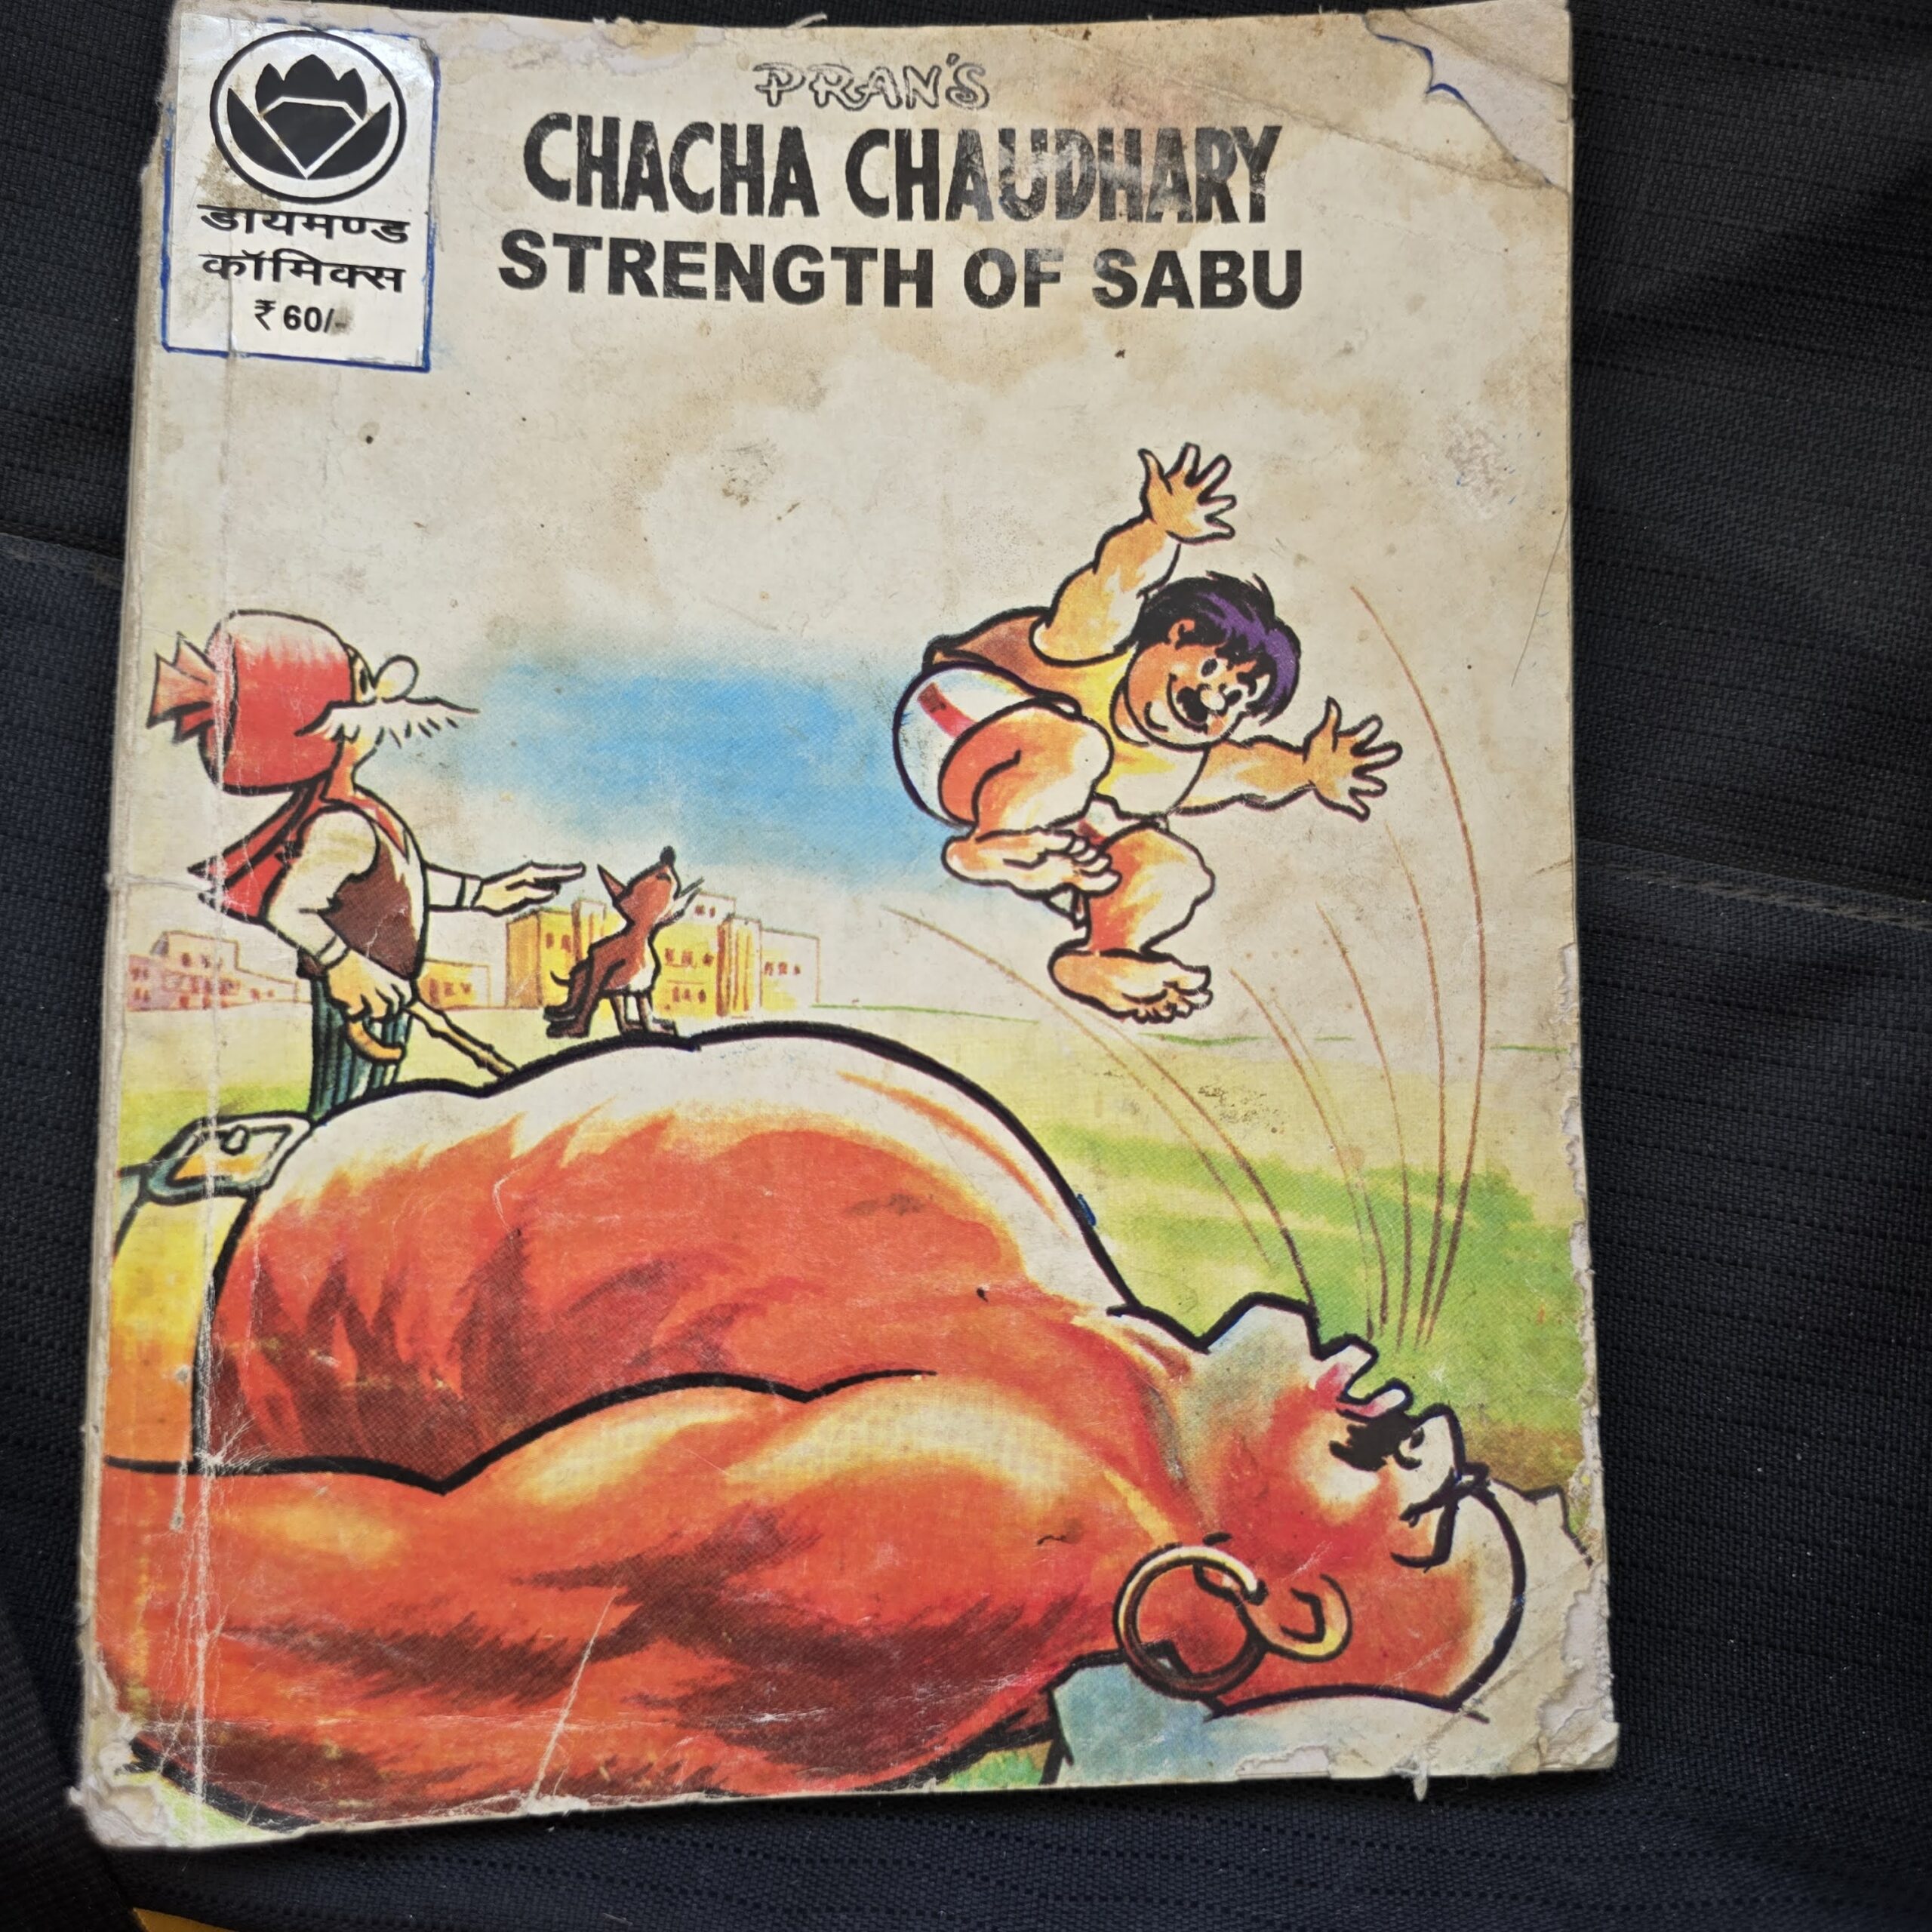 डायमण्ड
कॉमिक्स
₹ 60/-
PRAN'S
CHACHA CHAUDHARY
STRENGTH OF SABU